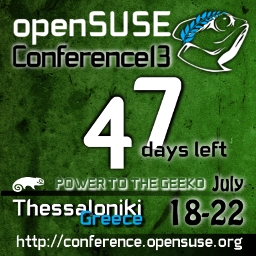 openSUSE
Conference13
47
days left
POWER TO THE GEEKO July
Thessaloniki
Greece 18-22
http://conference.opensuse.org